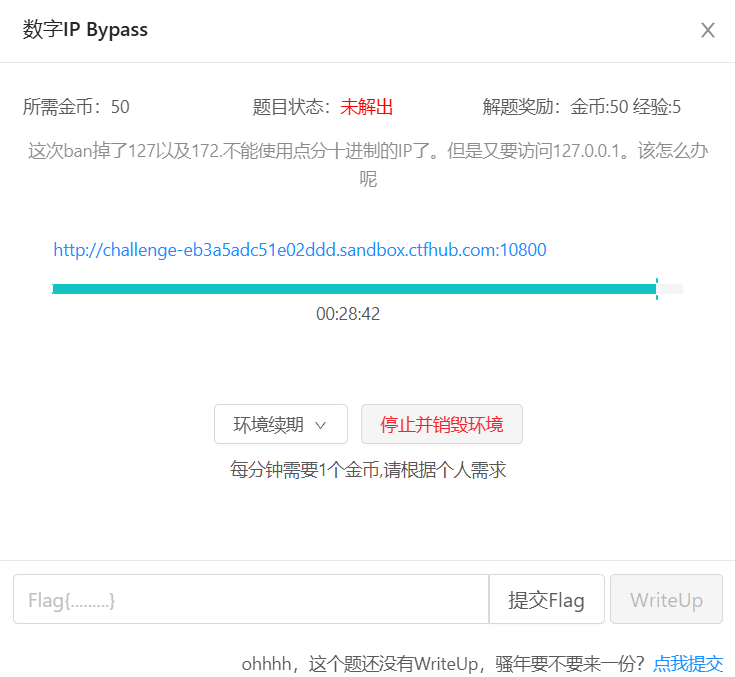 数字IP Bypass
所需金币：50 题目状态：未解出 解题奖励：金币:50 经验:5
这次ban掉了127以及172.不能使用点分十进制的IP了。但是又要访问127.0.0.1。该怎么办
呢
http://challenge-eb3a5adc51e02ddd.sandbox.ctfhub.com:10800
00:28:42
环境续期 停止并销毁环境
每分钟需要1个金币,请根据个人需求
Flag{.........} 提交Flag WriteUp
ohhhh，这个题还没有WriteUp，骚年要不要来一份？点我提交